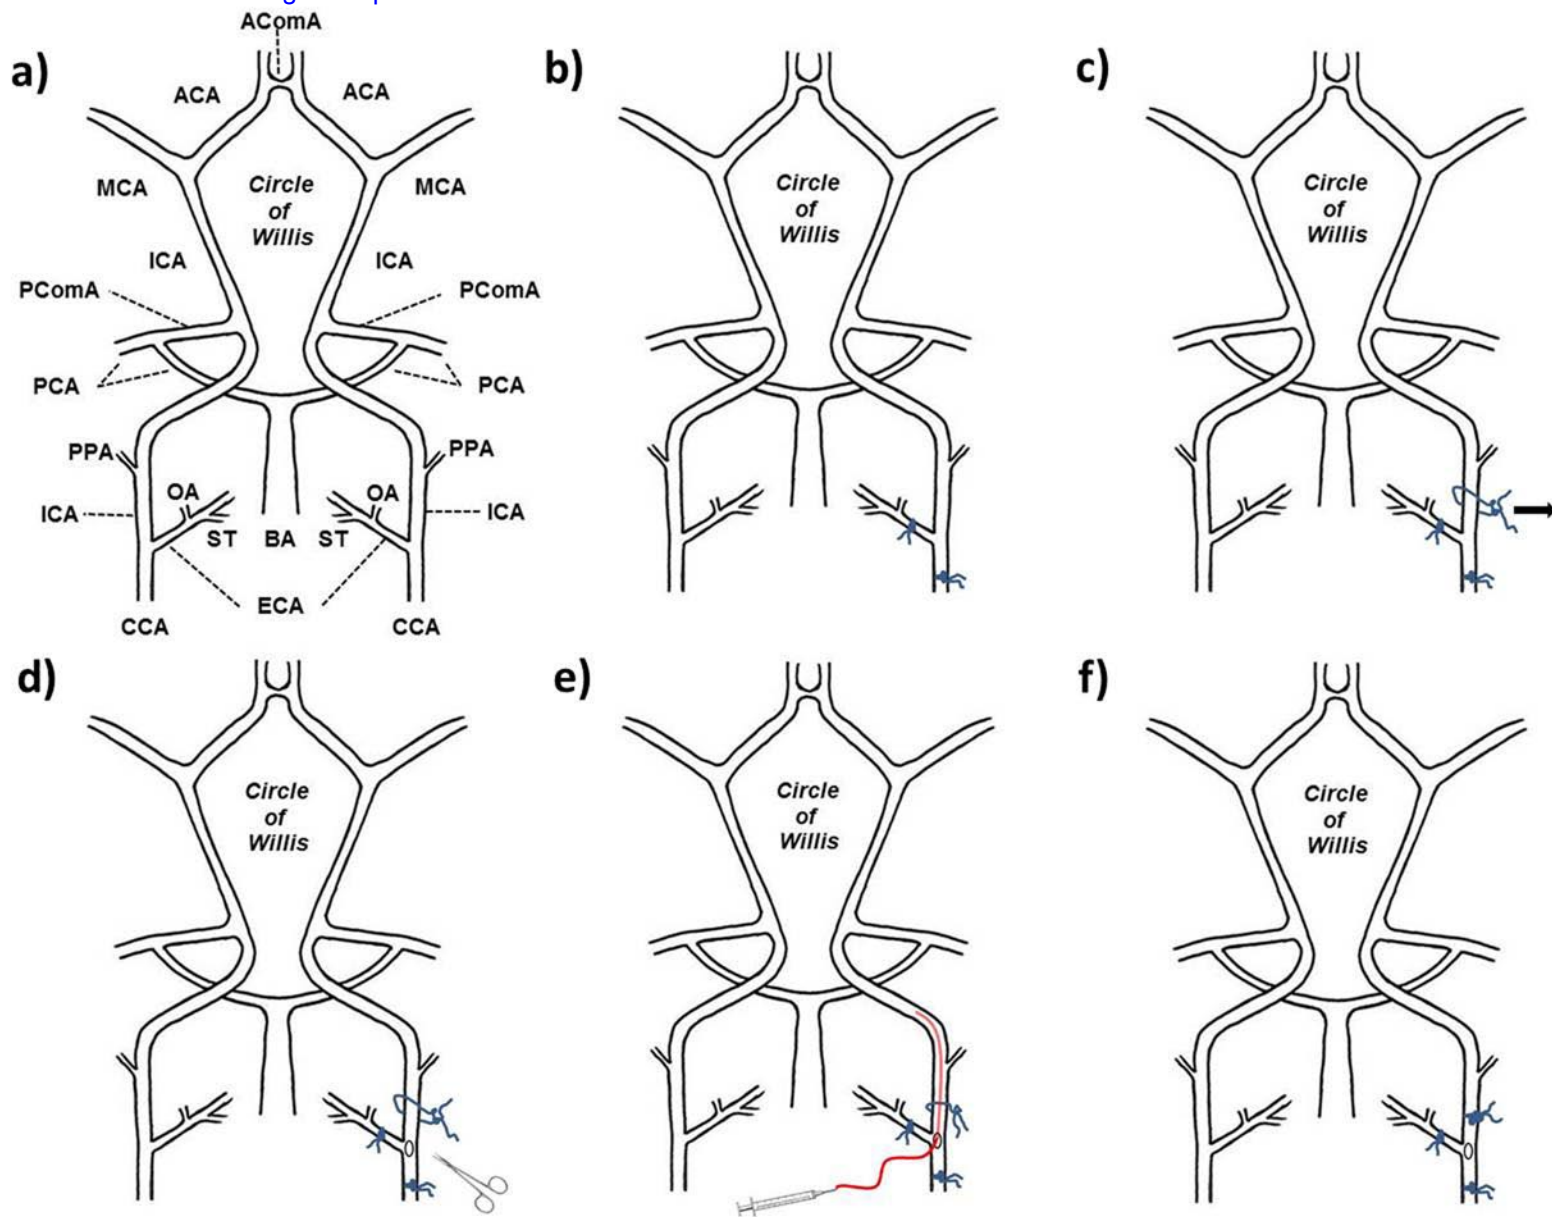 AComA
a)
ACA
ACA
MCA
Circle
of
Willis
MCA
ICA
ICA
PComA
PComA
PCA
PCA
PPA
PPA
OA
OA
ICA
ICA
ST
BA
ST
ECA
CCA
CCA
b)
Circle
of
Willis
c)
Circle
of
Willis
d)
Circle
of
Willis
e)
Circle
of
Willis
f)
Circle
of
Willis